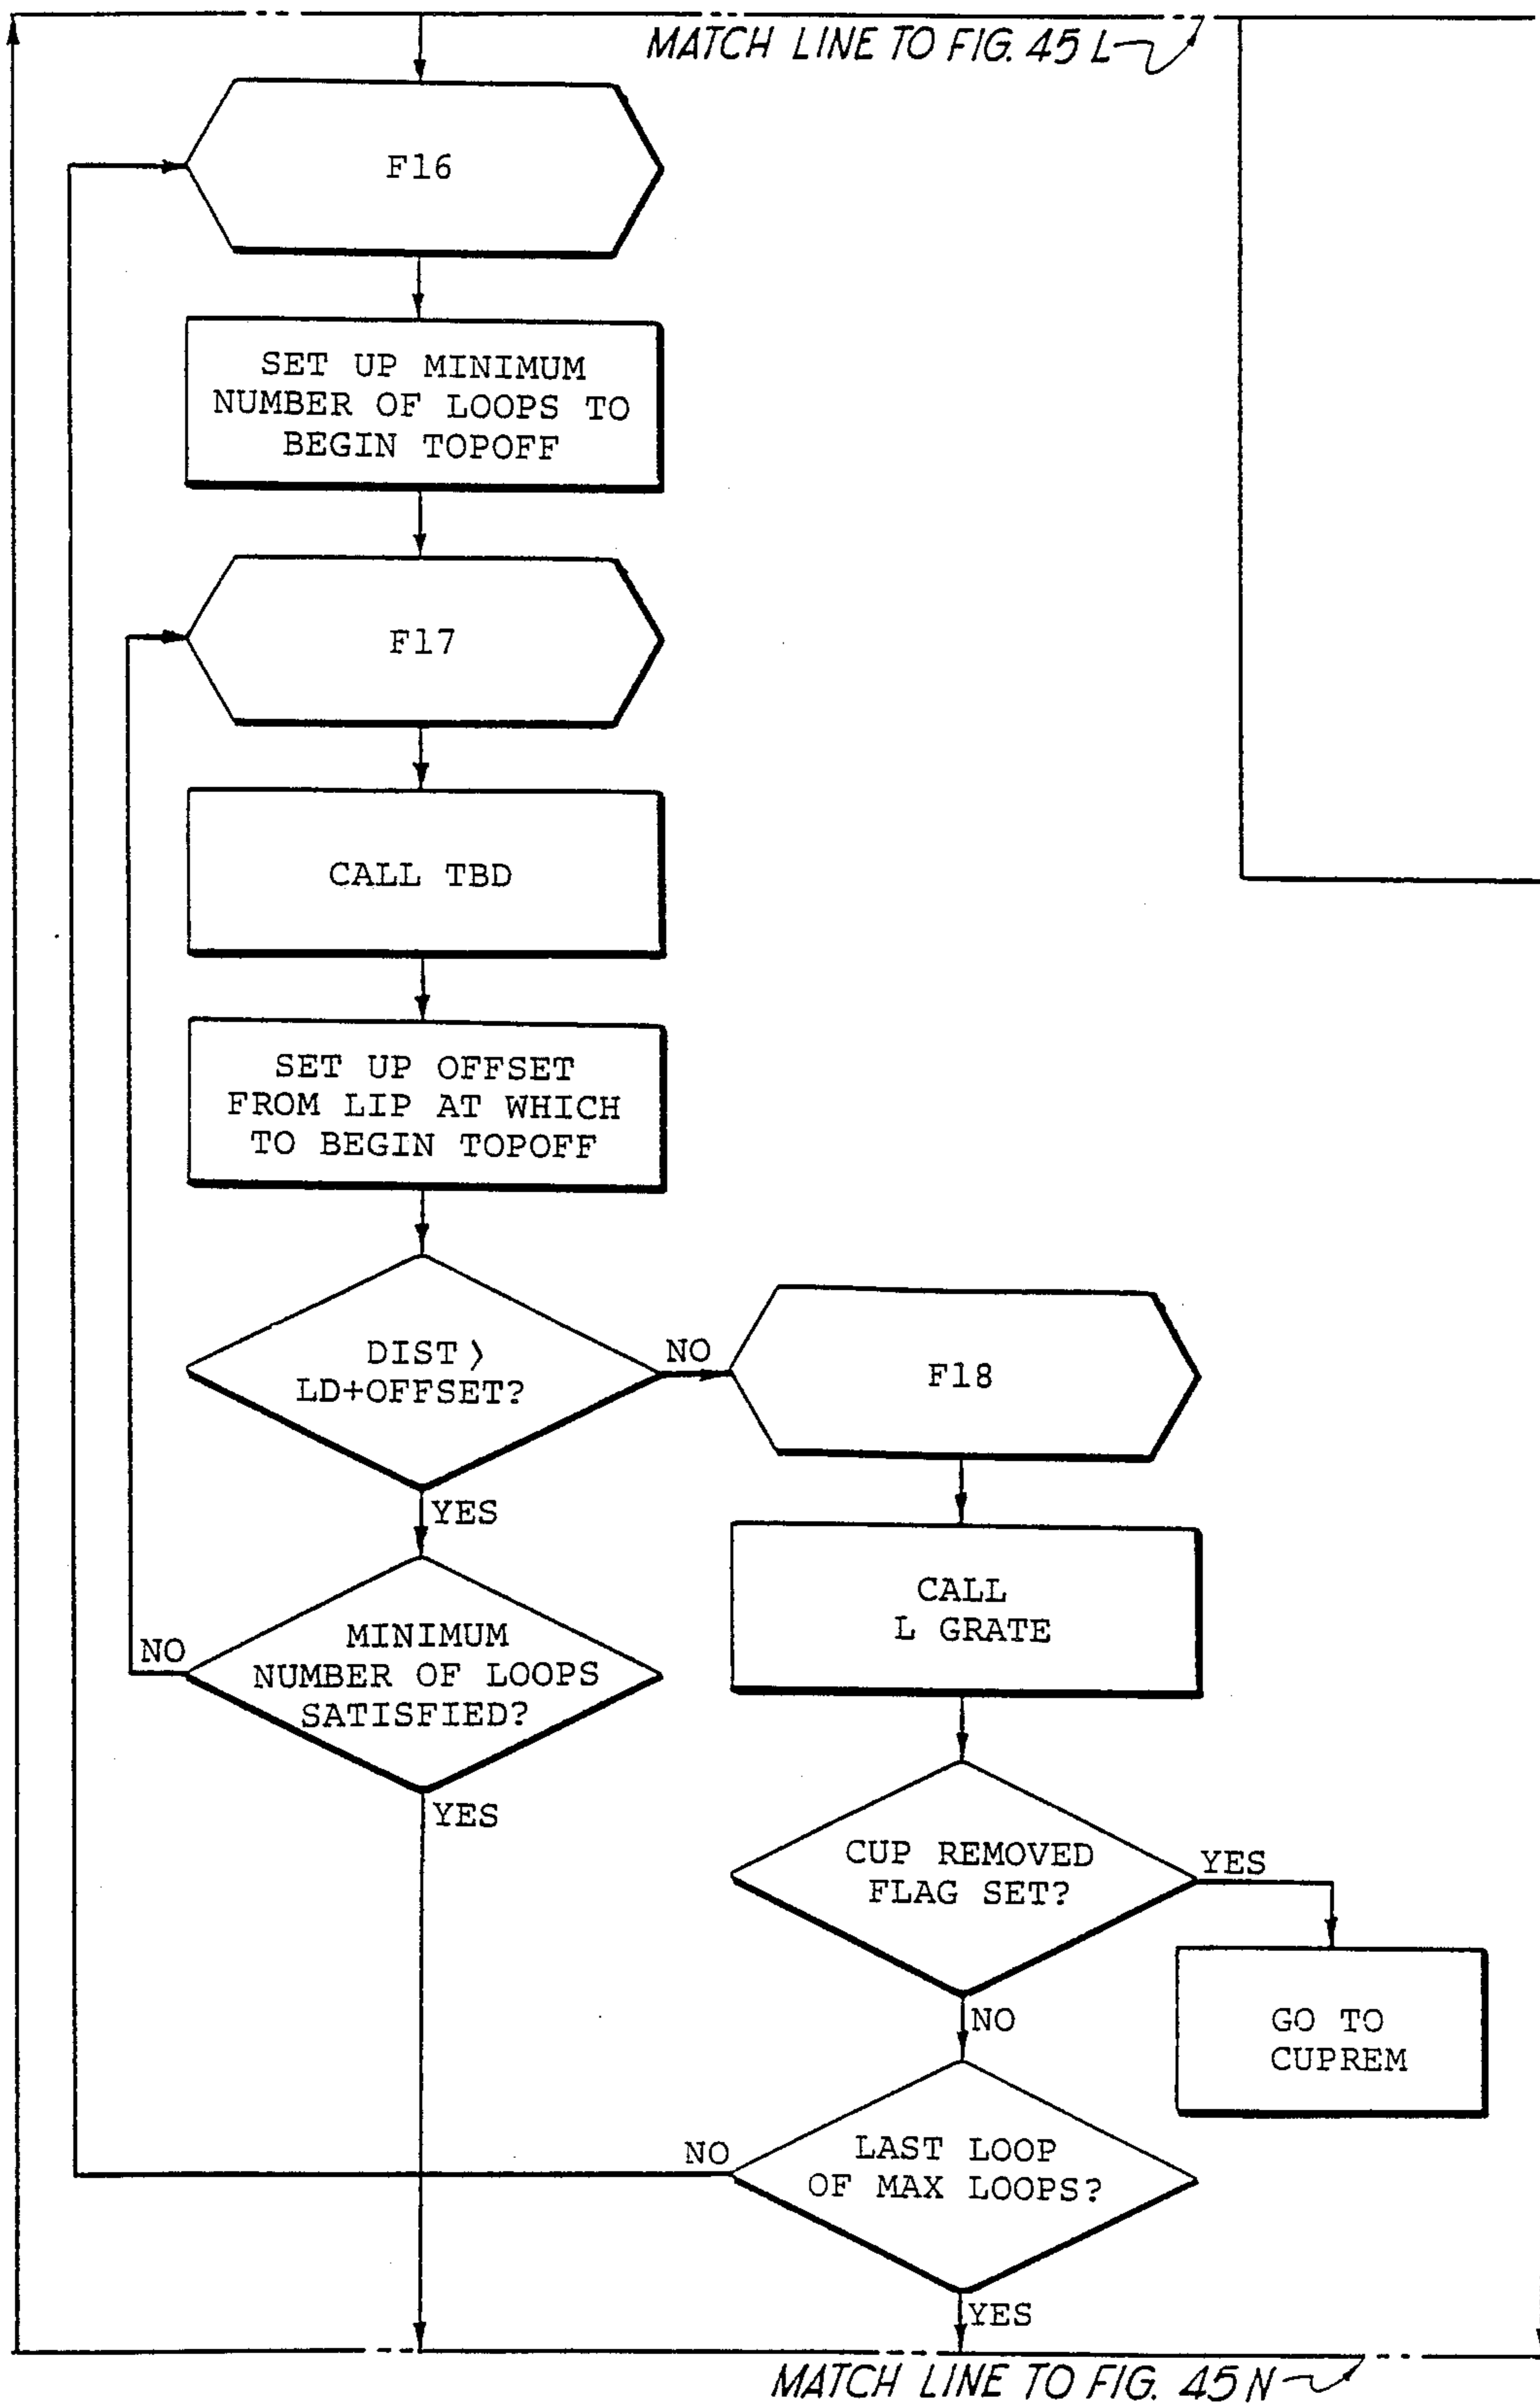 MATCH LINE TO FIG. 45 L
F16
SET UP MINIMUM
NUMBER OF LOOPS TO
BEGIN TOPOFF
F17
CALL TBD
SET UP OFFSET
FROM LIP AT WHICH
TO BEGIN TOPOFF
DIST >
LD+OFFSET?
NO
F18
YES
CALL
L GRATE
MINIMUM
NUMBER OF LOOPS
SATISFIED?
NO
YES
CUP REMOVED
FLAG SET?
YES
GO TO
CUPREM
NO
LAST LOOP
OF MAX LOOPS?
NO
YES
MATCH LINE TO FIG. 45 N